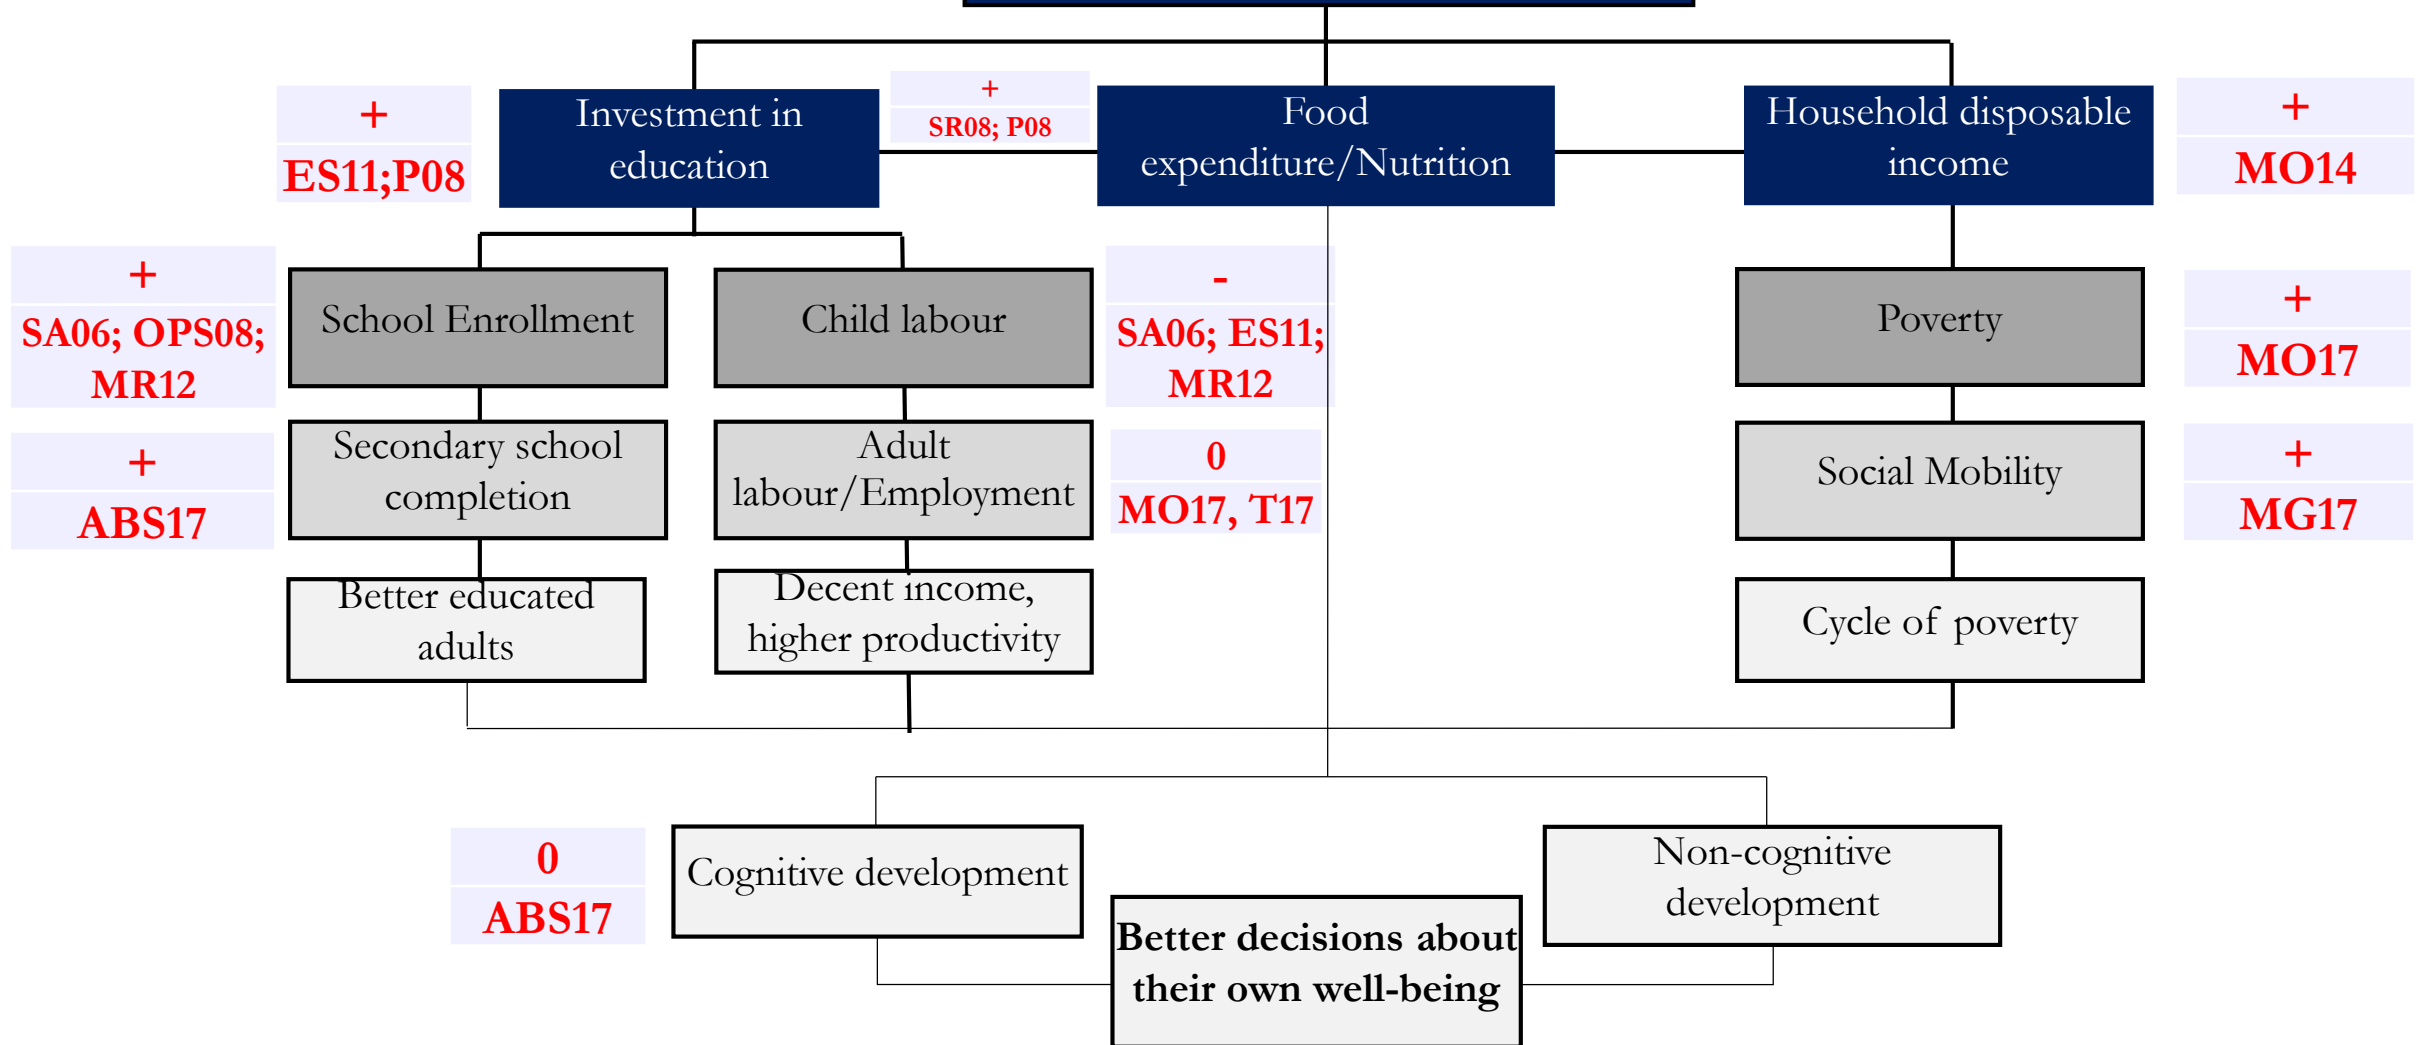 +
ES11;P08
Investment in
education
+
SR08; P08
Food
expenditure/Nutrition
Household disposable
income
+
MO14
+
SA06; OPS08;
MR12
School Enrollment
Child labour
-
SA06; ES11;
MR12
Poverty
+
MO17
+
ABS17
Secondary school
completion
Adult
labour/Employment
0
MO17, T17
Social Mobility
+
MG17
Better educated
adults
Decent income,
higher productivity
Cycle of poverty
0
ABS17
Cognitive development
Non-cognitive
development
Better decisions about
their own well-being